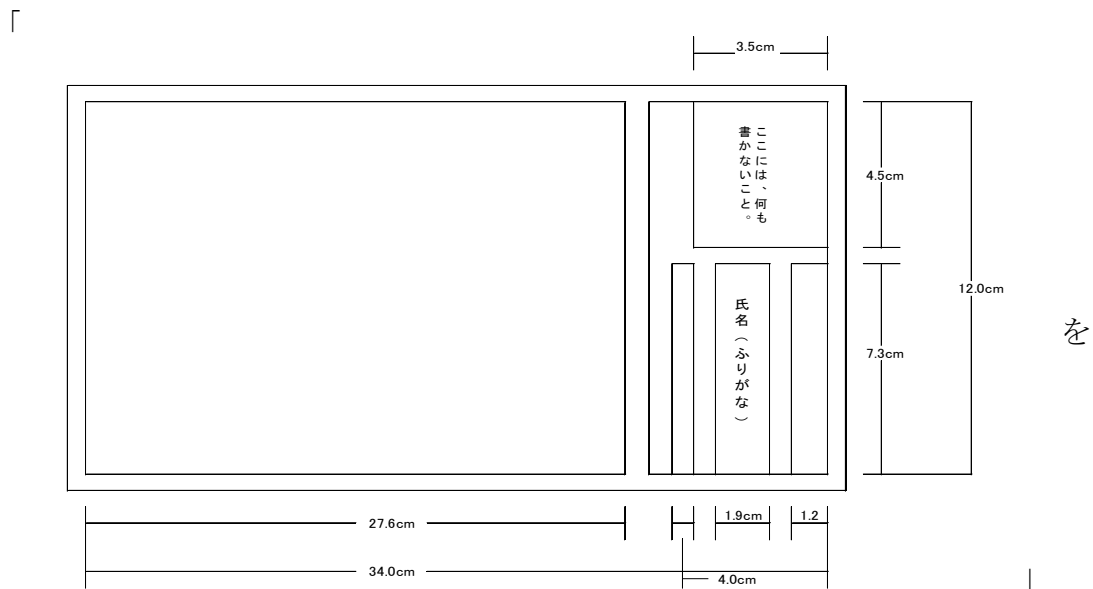 「
3.5cm
ここには、何も
書かないこと。
4.5cm
12.0cm
を
氏名(ふりがな)
7.3cm
27.6cm
1.9cm
1.2
34.0cm
4.0cm
」